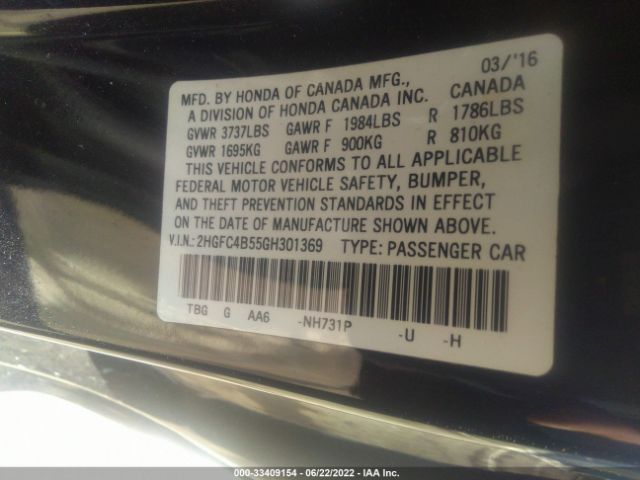 03/'16
MFD. BY HONDA OF CANADA MFG., CANADA
A DIVISION OF HONDA CANADA INC.
GVWR 3737LBS GAWR F 1984LBS R 1786LBS
GVWR 1695KG GAWR F 900KG R 810KG
THIS VEHICLE CONFORMS TO ALL APPLICABLE
FEDERAL MOTOR VEHICLE SAFETY, BUMPER,
AND THEFT PREVENTION STANDARDS IN EFFECT
ON THE DATE OF MANUFACTURE SHOWN ABOVE.
V.I.N.: 2HGFC4B55GH301369 TYPE: PASSENGER CAR
TBG G AA6 -NH731P -U -H
000-33409154 - 06/22/2022 - IAA Inc.